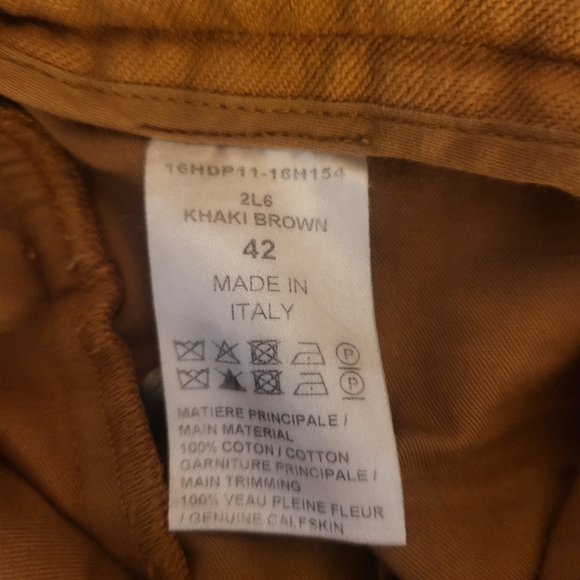 16HDP11-16H154
2L6
KHAKI BROWN
42
MADE IN
ITALY
P
P
MATIERE PRINCIPALE /
MAIN MATERIAL
100% COTON / COTTON
GARNITURE PRINCIPALE /
MAIN TRIMMING
100% VEAU PLEINE FLEUR
/ GENUINE CALFSKIN